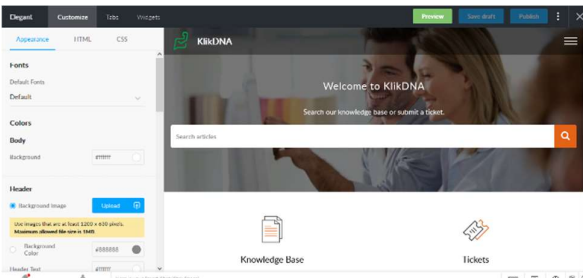 Elegant
Customize
Tabs
Widgets
Preview
Save draft
Publish
Appearance
HTML
CSS
Fonts
Default Fonts
Default
Colors
Body
Background
#ffffff
Header
Background Image
Upload
Use images that are at least 1200 x 630 pixels.
Maximum allowed file size is 1MB.
Background
Color
#888888
Header Text
#ffffff
KlikDNA
Welcome to KlikDNA
Search our knowledge base or submit a ticket.
Search articles
Knowledge Base
Tickets